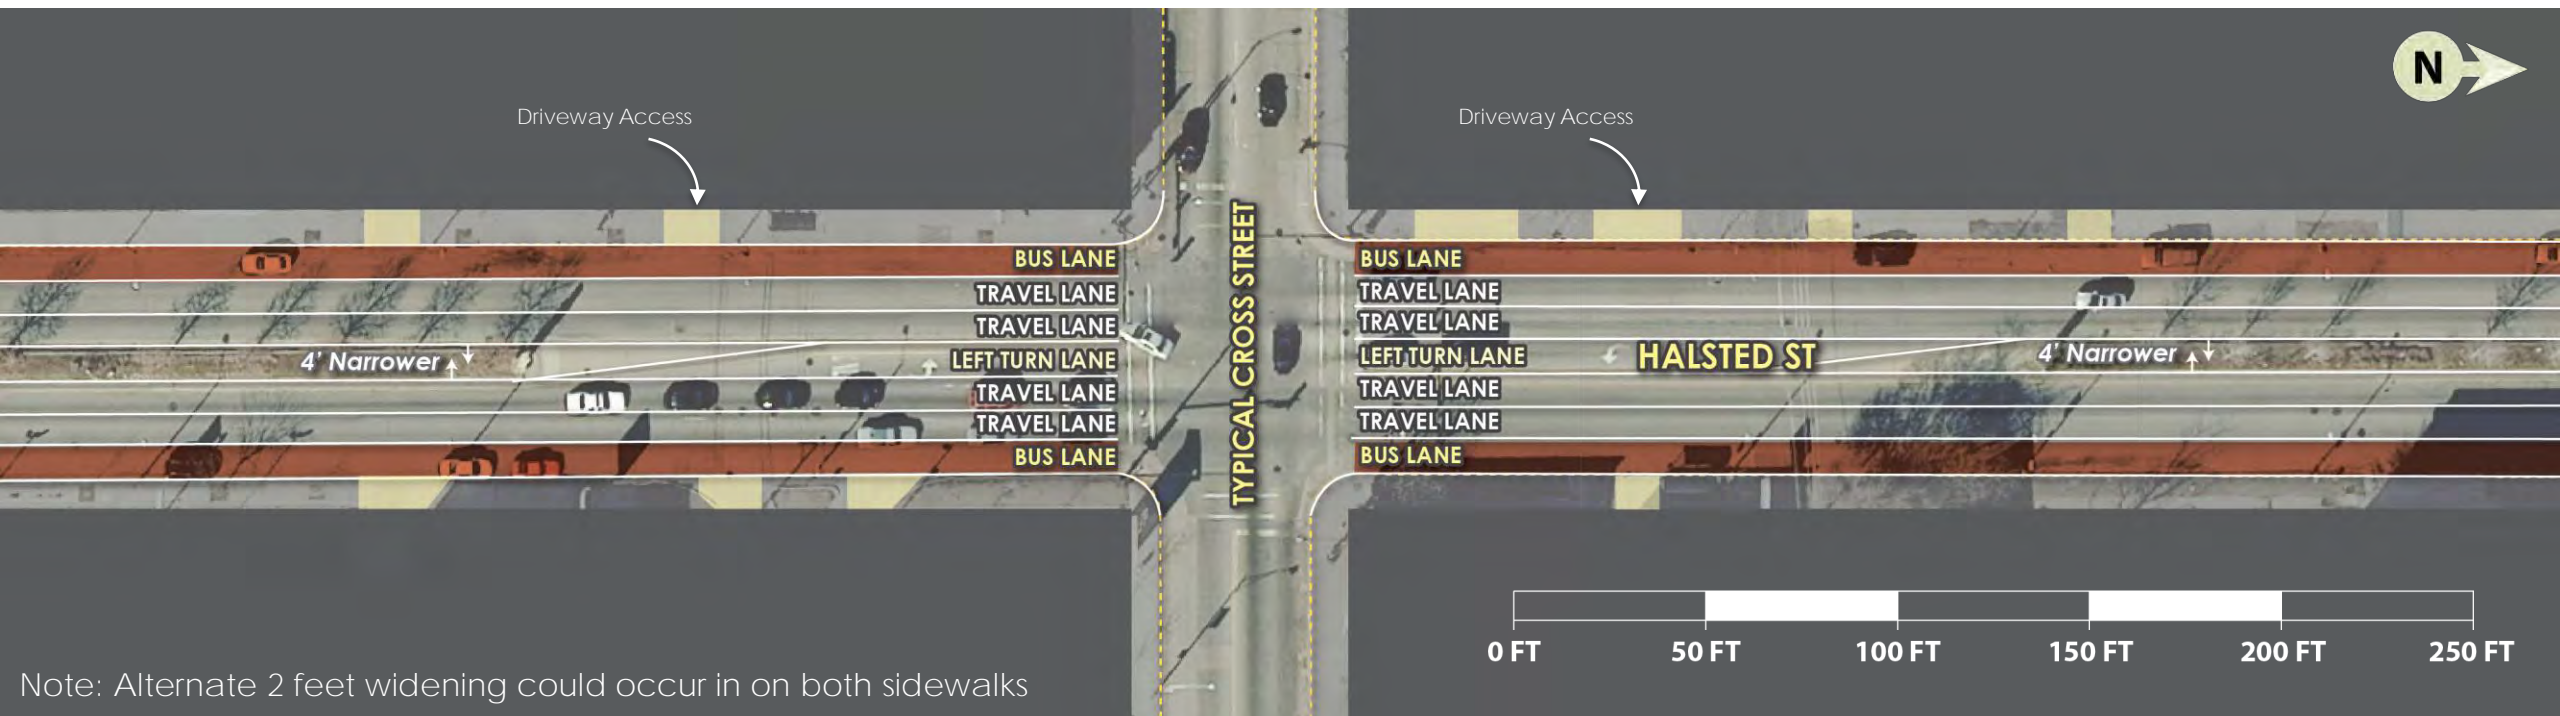 N
Driveway Access
Driveway Access
BUS LANE
TRAVEL LANE
TRAVEL LANE
LEFT TURN LANE
TRAVEL LANE
TRAVEL LANE
BUS LANE
4' Narrower
TYPICAL CROSS STREET
BUS LANE
TRAVEL LANE
TRAVEL LANE
LEFT TURN LANE
TRAVEL LANE
TRAVEL LANE
BUS LANE
HALSTED ST
4' Narrower
0 FT
50 FT
100 FT
150 FT
200 FT
250 FT
Note: Alternate 2 feet widening could occur in on both sidewalks